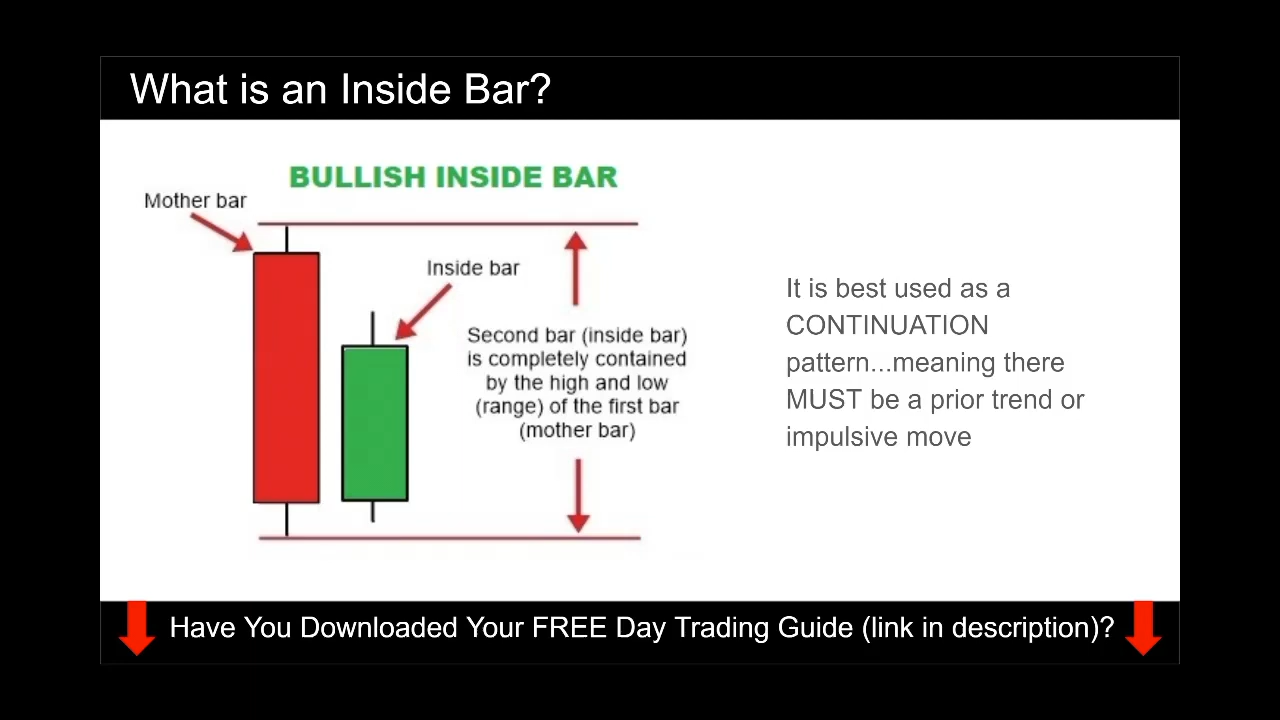 What is an Inside Bar?
BULLISH INSIDE BAR
Mother bar
Inside bar
Second bar (inside bar)
is completely contained
by the high and low
(range) of the first bar
(mother bar)
It is best used as a
CONTINUATION
pattern...meaning there
MUST be a prior trend or
impulsive move
Have You Downloaded Your FREE Day Trading Guide (link in description)?